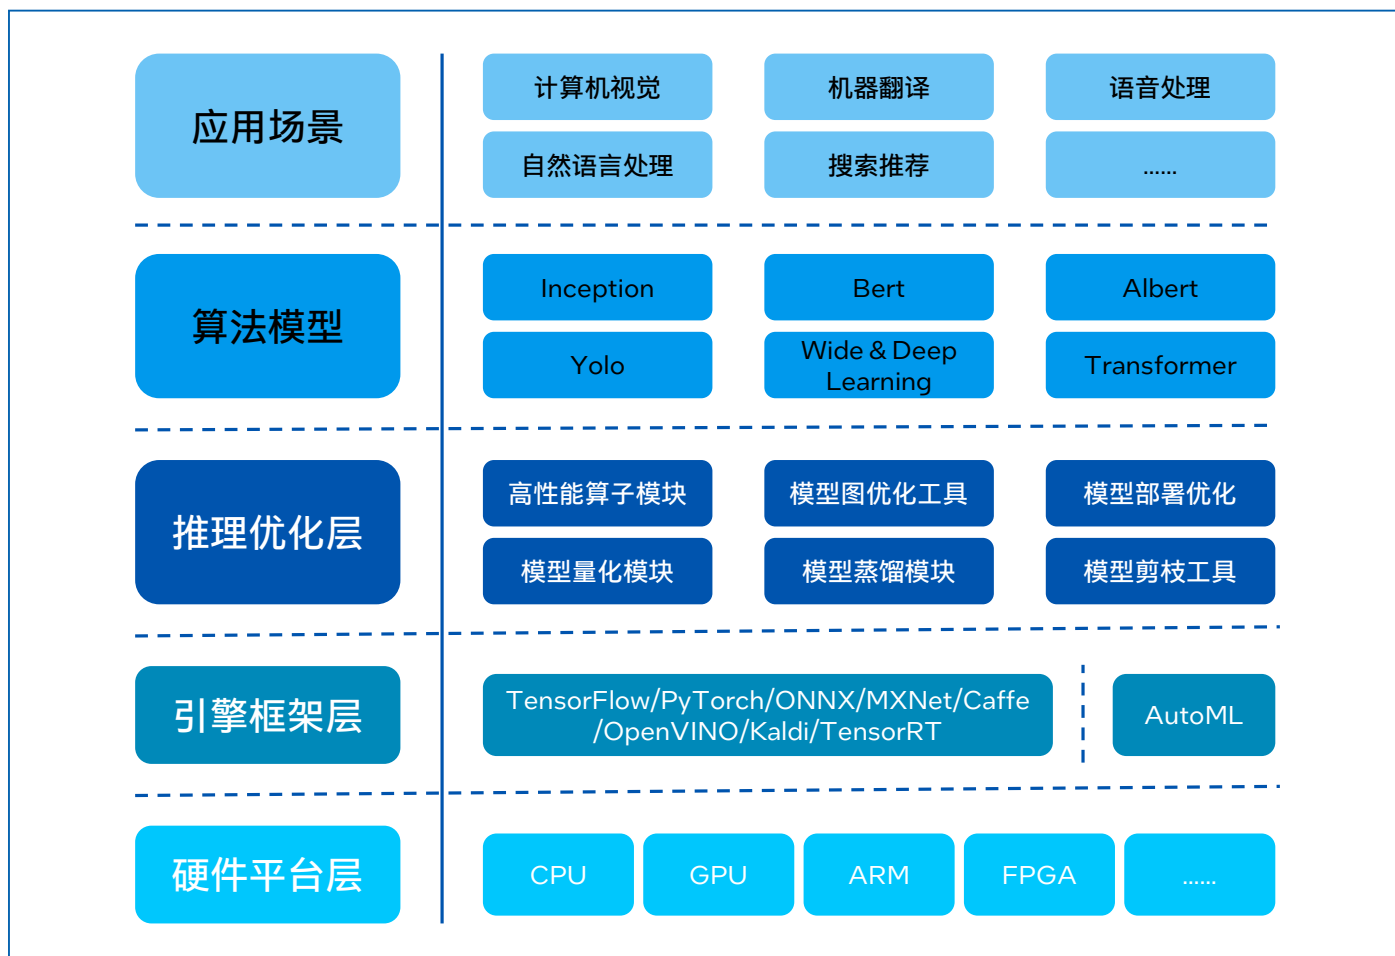 应用场景
计算机视觉
机器翻译
语音处理
自然语言处理
搜索推荐
......
算法模型
Inception
Bert
Albert
Yolo
Wide & Deep
Learning
Transformer
推理优化层
高性能算子模块
模型图优化工具
模型部署优化
模型量化模块
模型蒸馏模块
模型剪枝工具
引擎框架层
TensorFlow/PyTorch/ONNX/MXNet/Caffe
/OpenVINO/Kaldi/TensorRT
AutoML
硬件平台层
CPU
GPU
ARM
FPGA
......